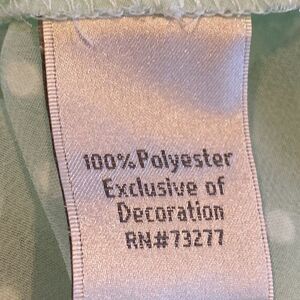 100% Polyester
Exclusive of
Decoration
RN#73277